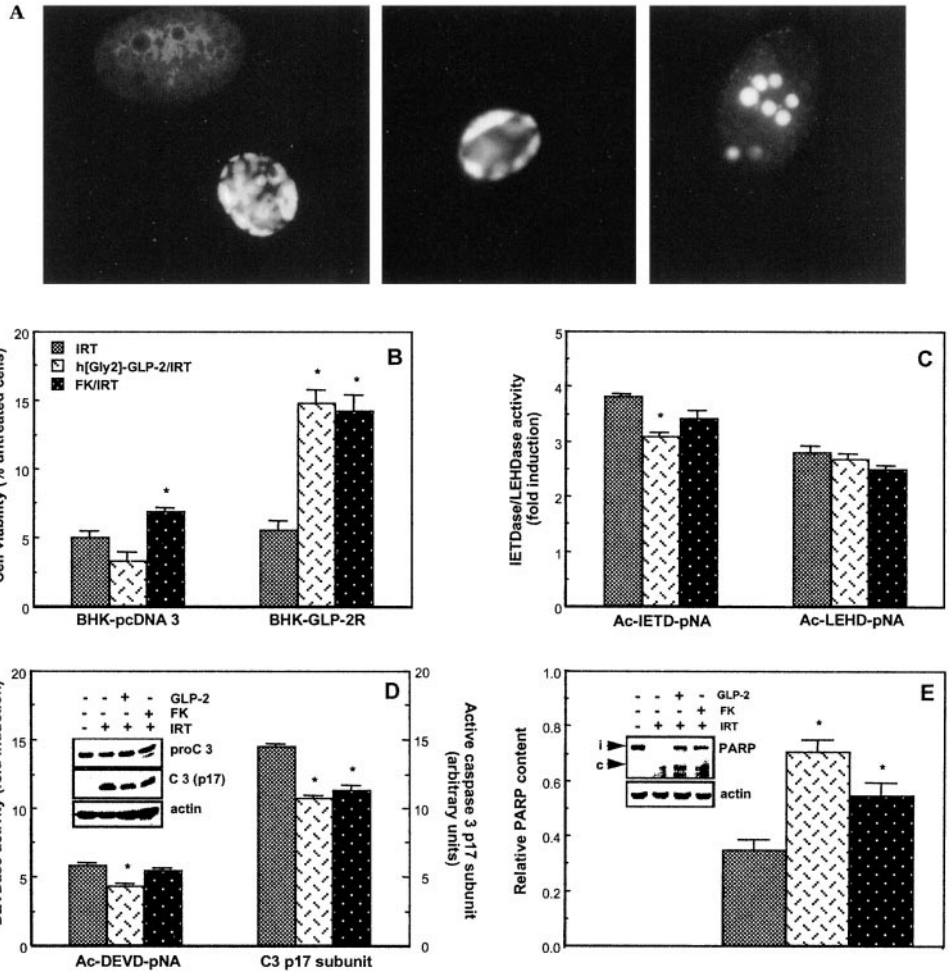 A
20
15
10
5
0
Cell viability (% untreated cells)
IRT
h[Gly2]-GLP-2/IRT
FK/IRT
B
*
*
*
BHK-pcDNA 3
BHK-GLP-2R
5
4
3
2
1
0
IETDase/LEHDase activity
(fold induction)
C
*
Ac-IETD-pNA
Ac-LEHD-pNA
20
15
10
5
0
D
- - + - GLP-2
- - - + FK
- + + + IRT
proC 3
C 3 (p17)
actin
*
*
*
Ac-DEVD-pNA
C3 p17 subunit
20
15
10
5
0
Active caspase 3 p17 subunit
(arbitrary units)
1.0
0.8
0.6
0.4
0.2
0.0
Relative PARP content
E
- - + - GLP-2
- - - + FK
- + + + IRT
i
c
PARP
actin
*
*